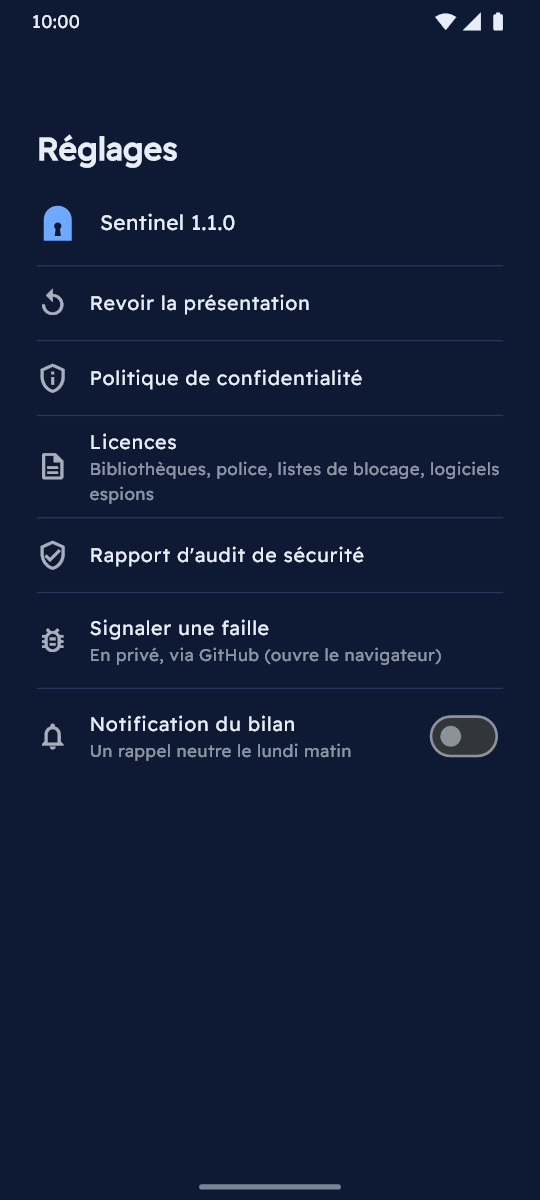 10:00
Réglages
Sentinel 1.1.0
Revoir la présentation
Politique de confidentialité
Licences
Bibliothèques, police, listes de blocage, logiciels
espions
Rapport d'audit de sécurité
Signaler une faille
En privé, via GitHub (ouvre le navigateur)
Notification du bilan
Un rappel neutre le lundi matin